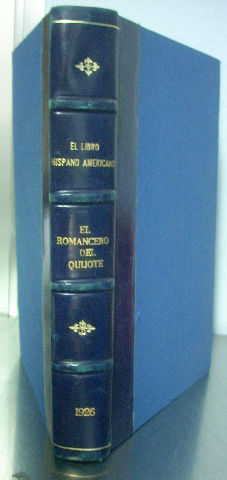 EL LIBRO
HISPANO AMERICANO
EL
ROMANCERO
DEL
QUIJOTE
1926